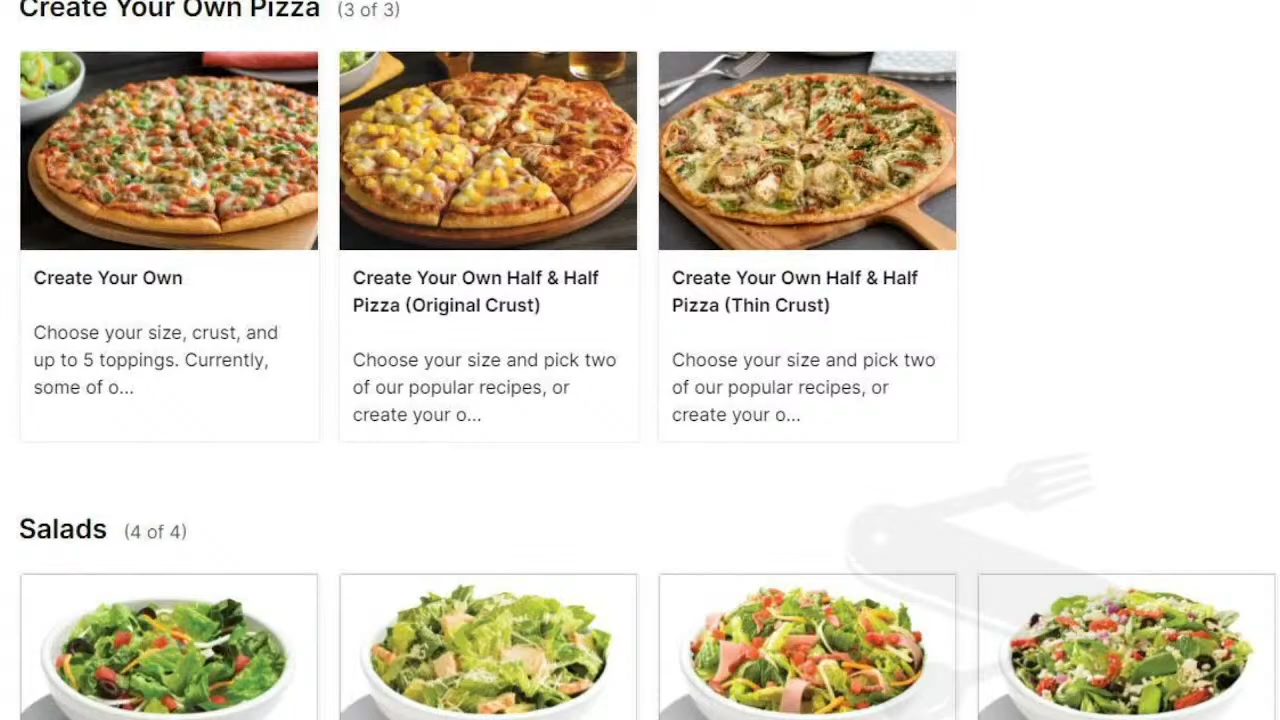 Create Your Own Pizza (3 of 3)
Create Your Own
Choose your size, crust, and
up to 5 toppings. Currently,
some of o...
Create Your Own Half & Half
Pizza (Original Crust)
Choose your size and pick two
of our popular recipes, or
create your o...
Create Your Own Half & Half
Pizza (Thin Crust)
Choose your size and pick two
of our popular recipes, or
create your o...
Salads (4 of 4)